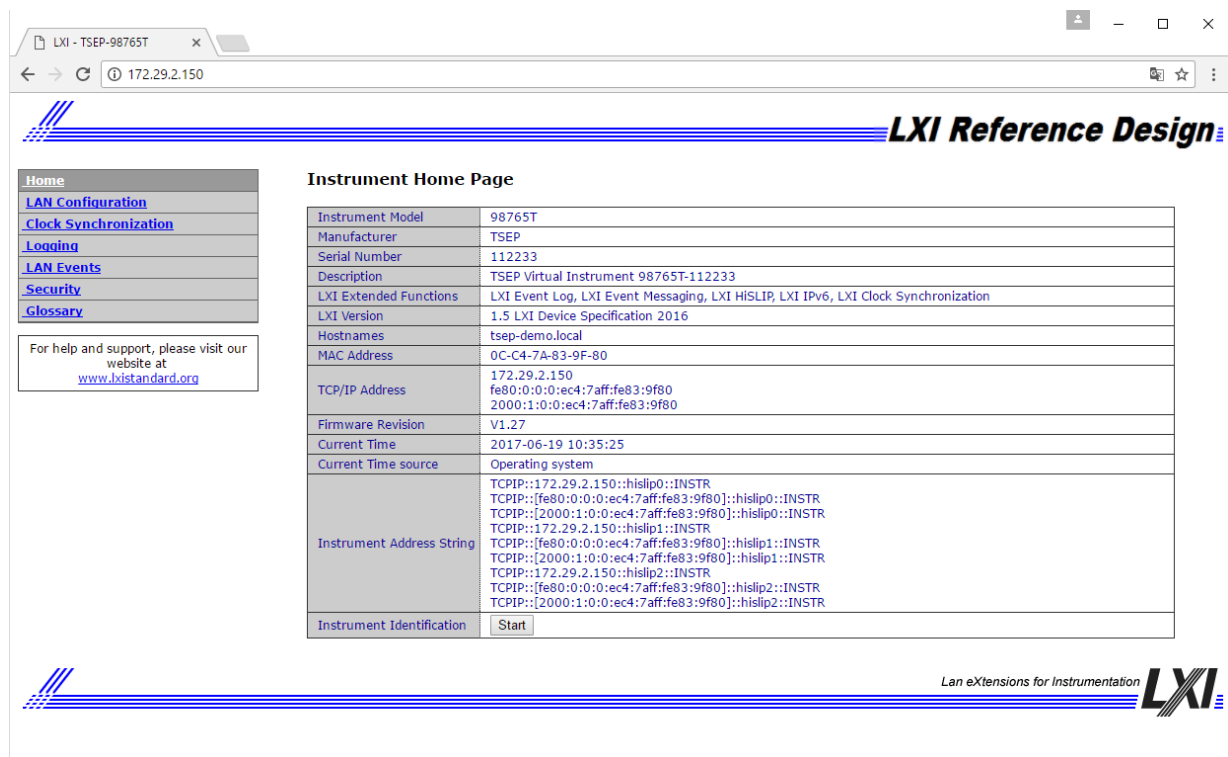 LXI - TSEP-98765T
172.29.2.150
LXI Reference Design
Home
LAN Configuration
Clock Synchronization
Logging
LAN Events
Security
Glossary
For help and support, please visit our
website at
www.lxistandard.org
Instrument Home Page
Instrument Model 98765T
Manufacturer TSEP
Serial Number 112233
Description TSEP Virtual Instrument 98765T-112233
LXI Extended Functions LXI Event Log, LXI Event Messaging, LXI HiSLIP, LXI IPv6, LXI Clock Synchronization
LXI Version 1.5 LXI Device Specification 2016
Hostnames tsep-demo.local
MAC Address 0C-C4-7A-83-9F-80
TCP/IP Address
172.29.2.150
fe80:0:0:0:ec4:7aff:fe83:9f80
2000:1:0:0:ec4:7aff:fe83:9f80
Firmware Revision V1.27
Current Time 2017-06-19 10:35:25
Current Time source Operating system
Instrument Address String
TCPIP::172.29.2.150::hislip0::INSTR
TCPIP::[fe80:0:0:0:ec4:7aff:fe83:9f80]::hislip0::INSTR
TCPIP::[2000:1:0:0:ec4:7aff:fe83:9f80]::hislip0::INSTR
TCPIP::172.29.2.150::hislip1::INSTR
TCPIP::[fe80:0:0:0:ec4:7aff:fe83:9f80]::hislip1::INSTR
TCPIP::[2000:1:0:0:ec4:7aff:fe83:9f80]::hislip1::INSTR
TCPIP::172.29.2.150::hislip2::INSTR
TCPIP::[fe80:0:0:0:ec4:7aff:fe83:9f80]::hislip2::INSTR
TCPIP::[2000:1:0:0:ec4:7aff:fe83:9f80]::hislip2::INSTR
Instrument Identification Start
Lan eXtensions for Instrumentation
LXI